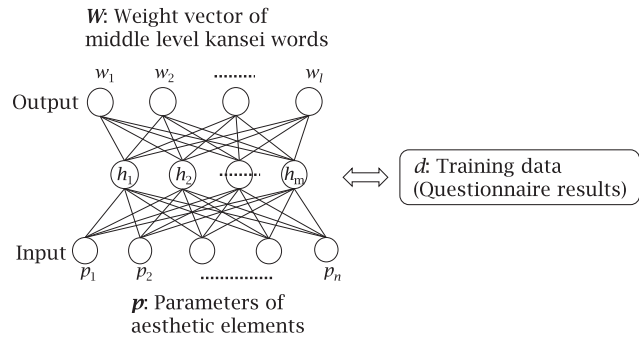 W: Weight vector of
middle level kansei words
w1 w2 ........... wl
Output
h1 h2 ........... hm
d: Training data
(Questionnaire results)
Input
p1 p2 .............. pn
p: Parameters of
aesthetic elements